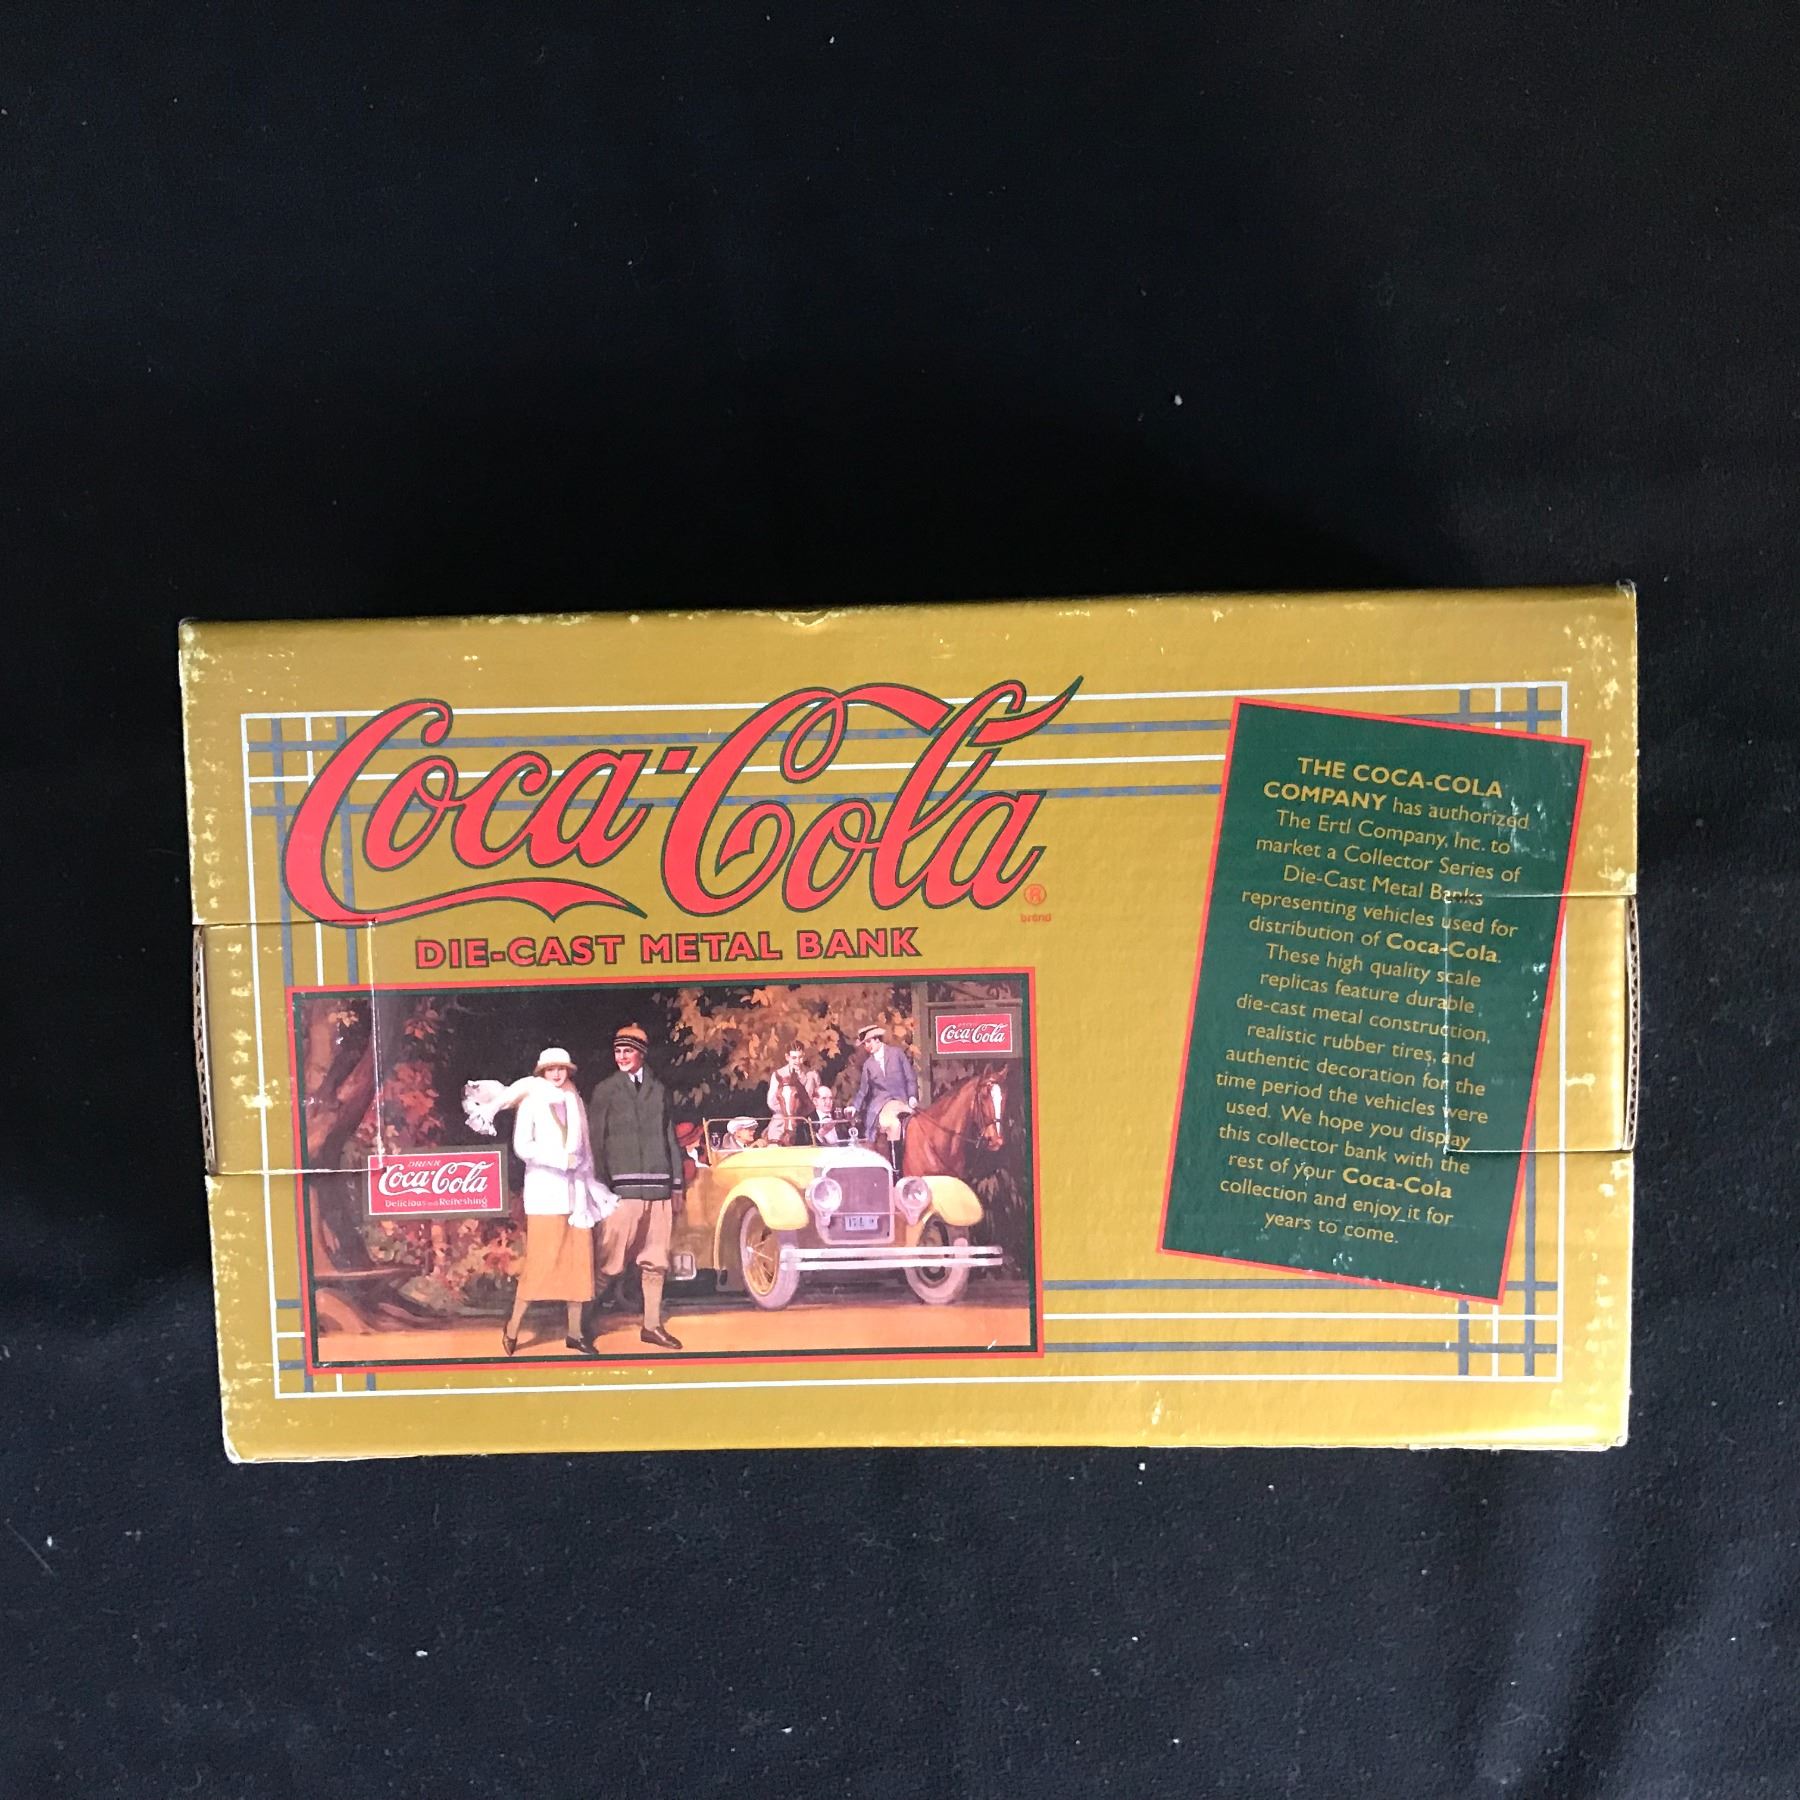 Coca-Cola
®
brand
DIE-CAST METAL BANK
Coca-Cola
DRINK
Coca-Cola
Delicious and Refreshing
THE COCA-COLA
COMPANY has authorized
The Ertl Company, Inc. to
market a Collector Series of
Die-Cast Metal Banks
representing vehicles used for
distribution of Coca-Cola.
These high quality scale
replicas feature durable
die-cast metal construction,
realistic rubber tires, and
authentic decoration for the
time period the vehicles were
used. We hope you display
this collector bank with the
rest of your Coca-Cola
collection and enjoy it for
years to come.